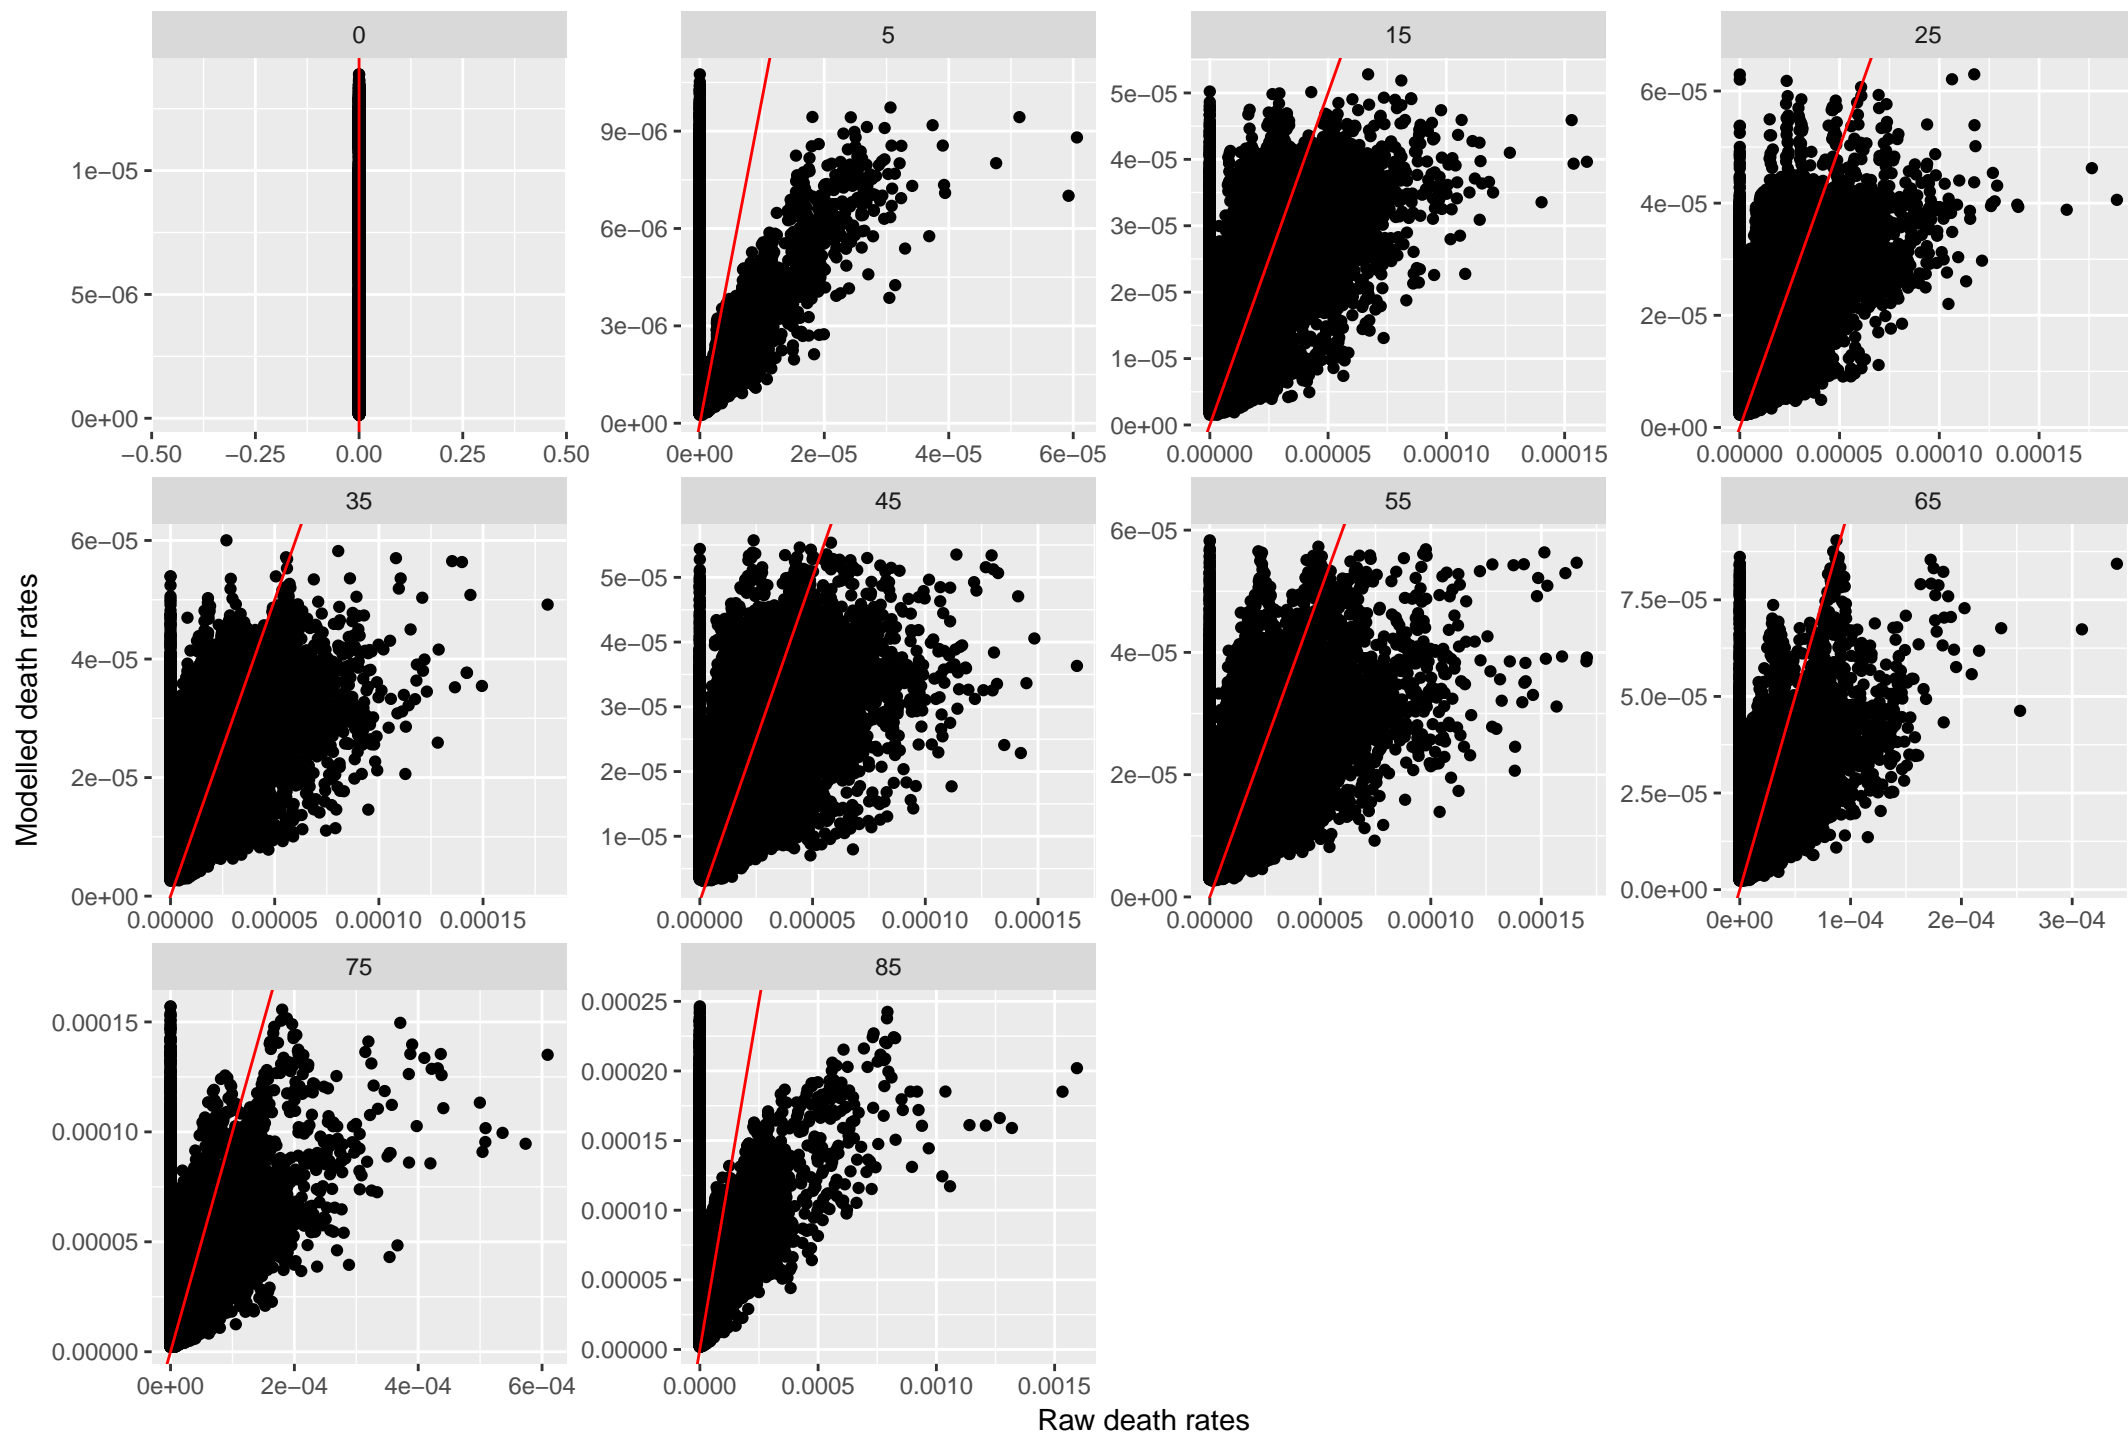 0 5 15 25
1e−05
5e−06
0e+00
9e−06
6e−06
3e−06
0e+00
5e−05
4e−05
3e−05
2e−05
1e−05
0e+00
6e−05
4e−05
2e−05
0e+00
−0.50 −0.25 0.00 0.25 0.50 0e+00 2e−05 4e−05 6e−05 0.00000 0.00005 0.00010 0.00015 0.00000 0.00005 0.00010 0.00015
35 45 55 65
6e−05
4e−05
2e−05
0e+00
5e−05
4e−05
3e−05
2e−05
1e−05
6e−05
4e−05
2e−05
0e+00
7.5e−05
5.0e−05
2.5e−05
0.0e+00
0.00000 0.00005 0.00010 0.00015 0.00000 0.00005 0.00010 0.00015 0.00000 0.00005 0.00010 0.00015 0e+00 1e−04 2e−04 3e−04
75 85
0.00015
0.00010
0.00005
0.00000
0.00025
0.00020
0.00015
0.00010
0.00005
0.00000
0e+00 2e−04 4e−04 6e−04 0.0000 0.0005 0.0010 0.0015
Raw death rates
Modelled death rates